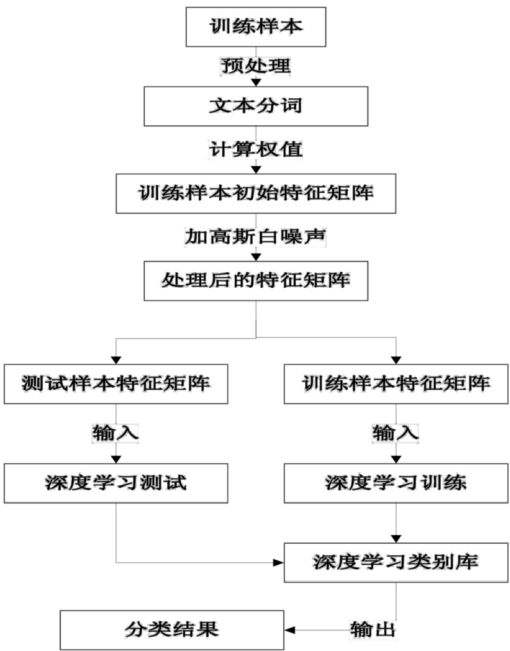 训练样本
预处理
文本分词
计算权值
训练样本初始特征矩阵
加高斯白噪声
处理后的特征矩阵
测试样本特征矩阵
训练样本特征矩阵
输入
输入
深度学习测试
深度学习训练
深度学习类别库
分类结果
输出